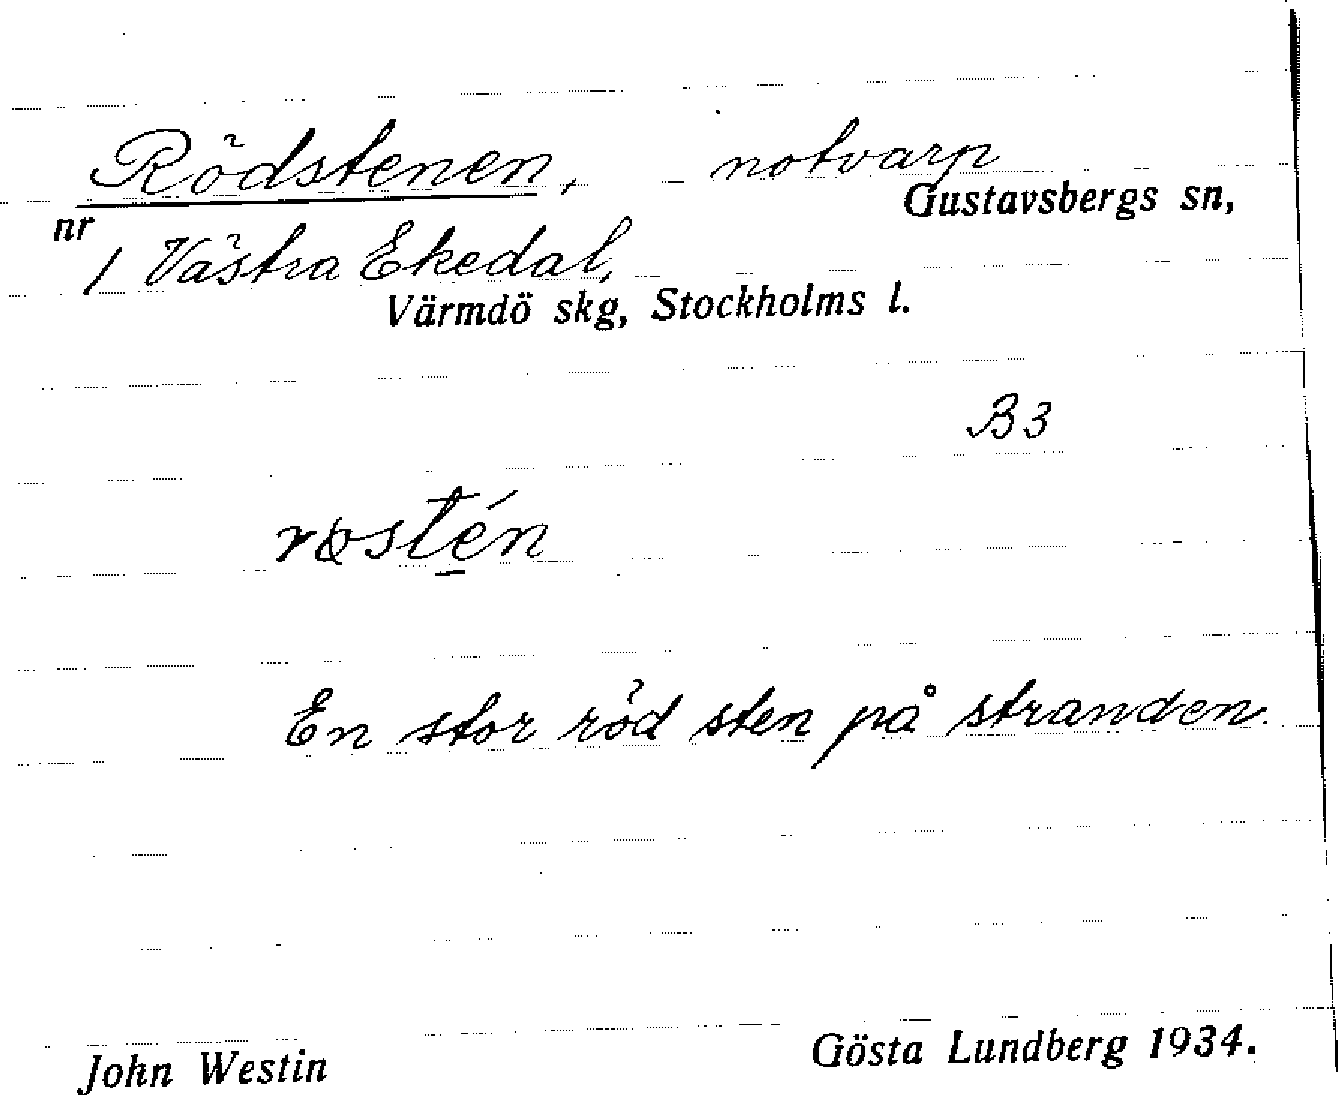 Rödstenen, notvarp
Gustavsbergs sn,
nr
1 Västra Ekedal,
Värmdö skg, Stockholms l.
B3
røstén
En stor röd sten på stranden.
John Westin
Gösta Lundberg 1934.